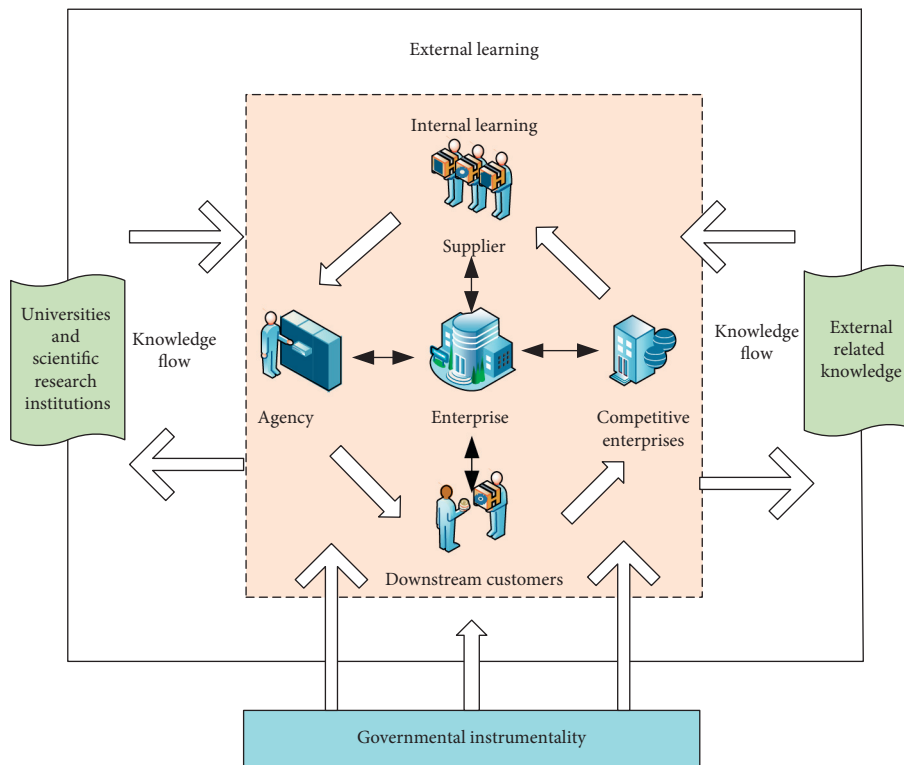 External learning
Internal learning
Supplier
Universities
and
scientific
research
institutions
Knowledge
flow
Knowledge
flow
External
related
knowledge
Agency
Enterprise
Competitive
enterprises
Downstream customers
Governmental instrumentality